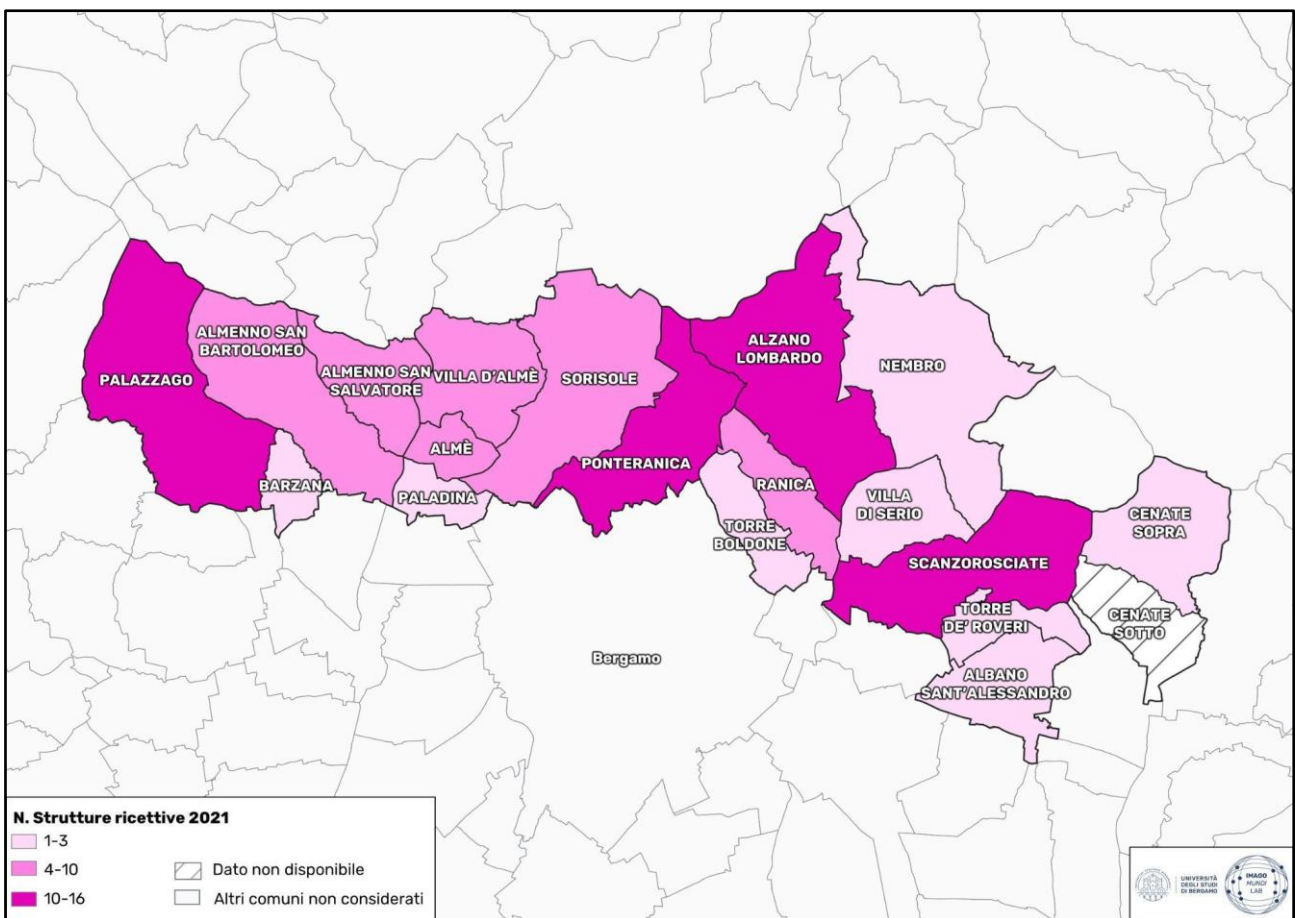 ALMENNO SAN
BARTOLOMEO
PALAZZAGO
ALMENNO SAN
SALVATORE
VILLA D'ALMÈ
SORISOLE
ALZANO
LOMBARDO
NEMBRO
ALMÈ
BARZANA
PALADINA
PONTERANICA
RANICA
VILLA
DI SERIO
TORRE
BOLDONE
CENATE
SOPRA
SCANZOROSCIATE
TORRE
DE' ROVERI
CENATE
SOTTO
Bergamo
ALBANO
SANT'ALESSANDRO
N. Strutture ricettive 2021
1-3
4-10
10-16
Dato non disponibile
Altri comuni non considerati
UNIVERSITÀ
DEGLI STUDI
DI BERGAMO
IMAGO
MUNDI
LAB